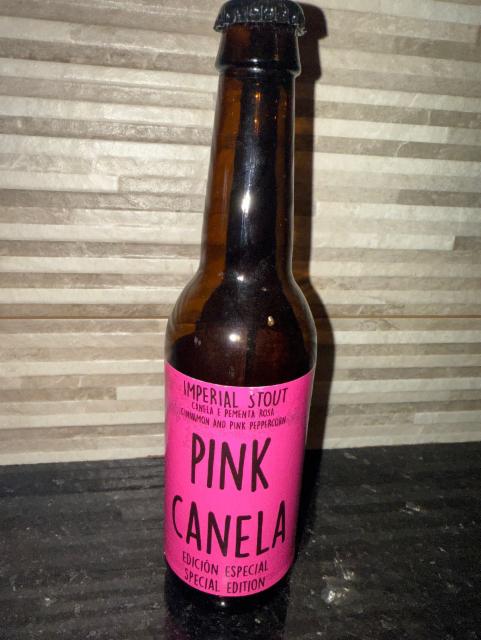 IMPERIAL STOUT
CANELA E PEMENTA ROSA
CINNAMON AND PINK PEPPERCORN
PINK
CANELA
EDICIÓN ESPECIAL
SPECIAL EDITION